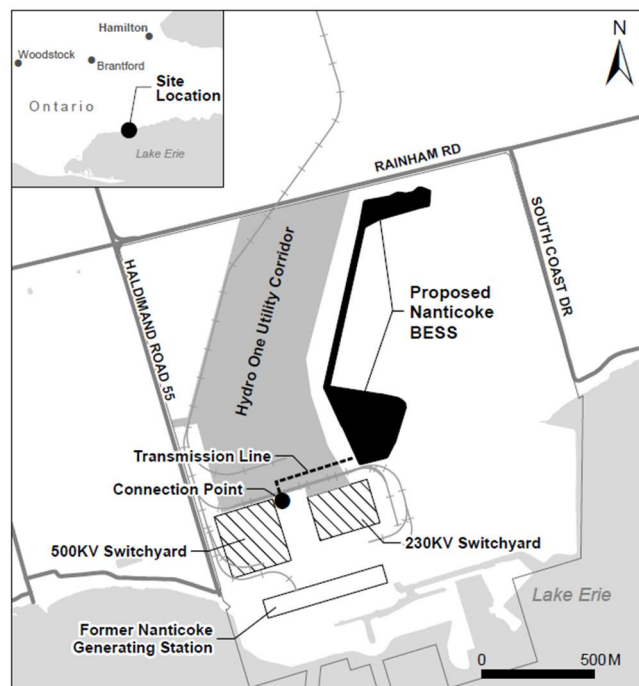 Hamilton
Woodstock
Brantford
Site
Location
Ontario
Lake Erie
N
RAINHAM RD
SOUTH COAST DR
HALDIMAND ROAD 55
Hydro One Utility Corridor
Proposed
Nanticoke
BESS
Transmission Line
Connection Point
500KV Switchyard
230KV Switchyard
Former Nanticoke
Generating Station
Lake Erie
0 500 M